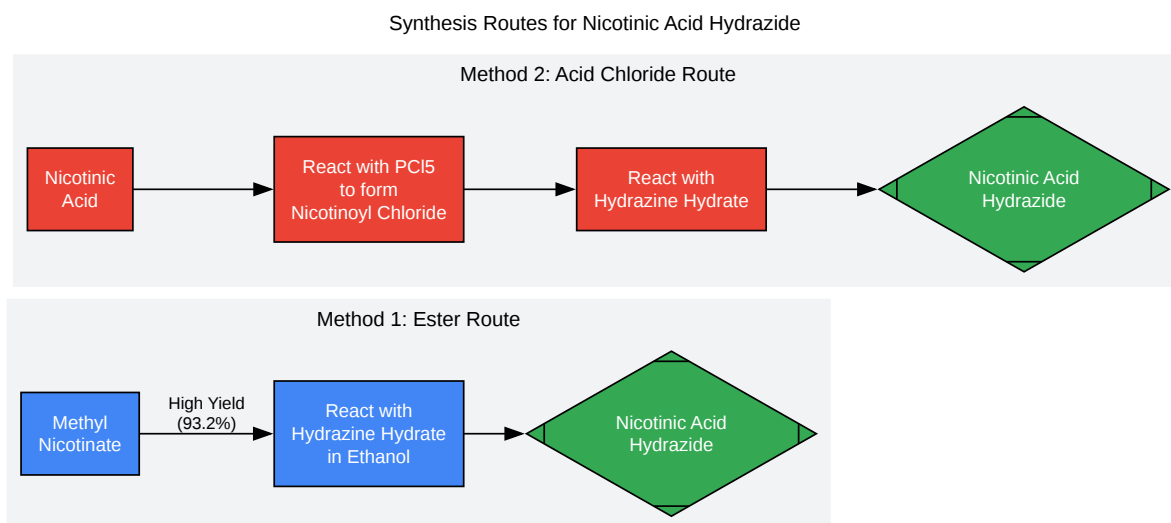 Synthesis Routes for Nicotinic Acid Hydrazide
Method 2: Acid Chloride Route
Nicotinic
Acid
React with PCl5
to form
Nicotinoyl Chloride
React with
Hydrazine Hydrate
Nicotinic Acid
Hydrazide
Method 1: Ester Route
Methyl
Nicotinate
High Yield
(93.2%)
React with
Hydrazine Hydrate
in Ethanol
Nicotinic Acid
Hydrazide